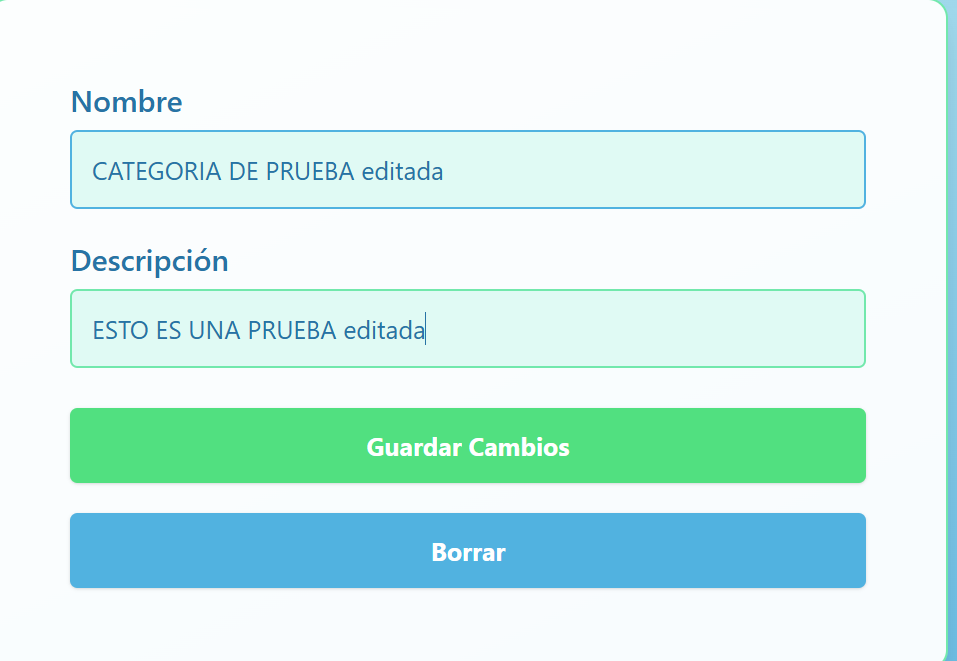 Nombre
CATEGORIA DE PRUEBA editada
Descripción
ESTO ES UNA PRUEBA editada
Guardar Cambios
Borrar